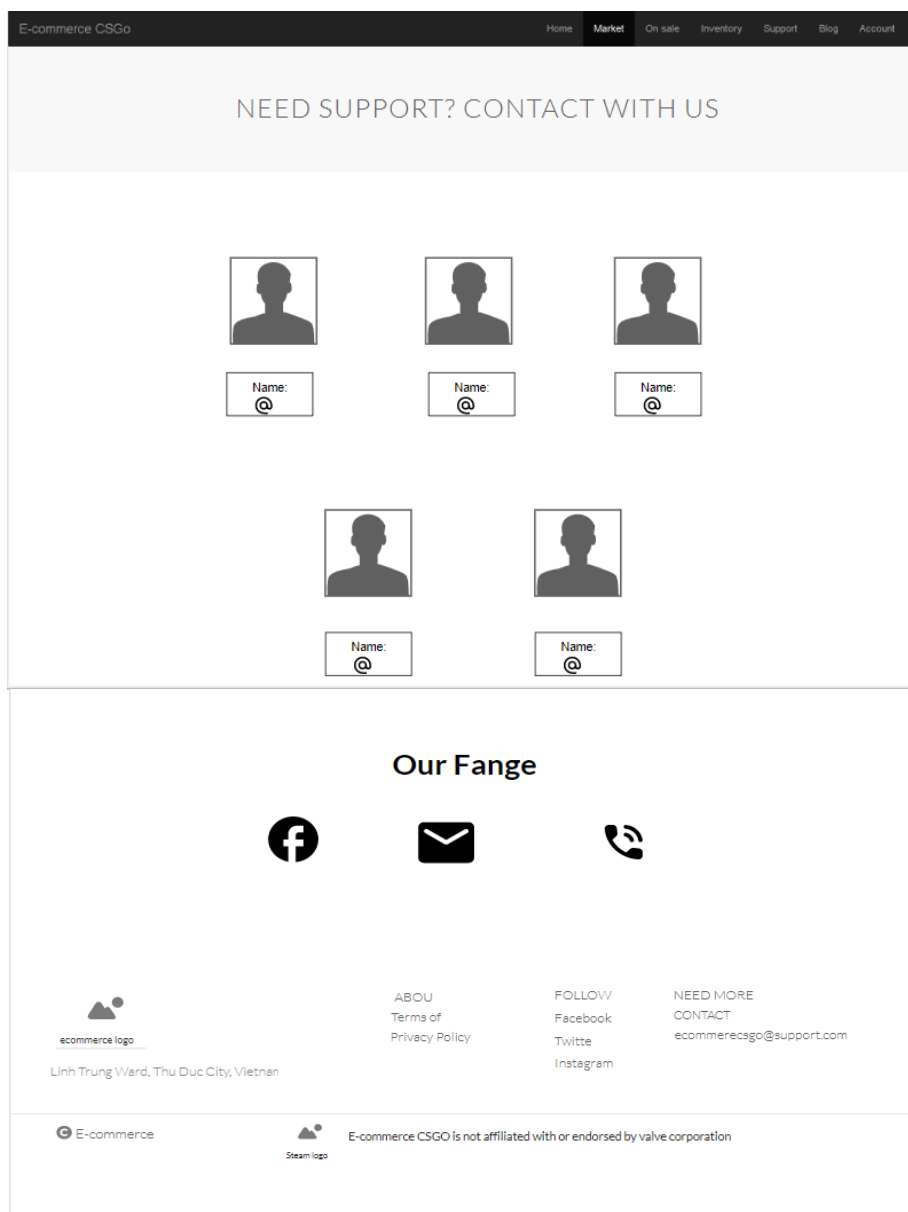 E-commerce CSGo Home Market On sale Inventory Support Blog Account
NEED SUPPORT? CONTACT WITH US
Name: Name: Name:
@ @ @
Name: Name:
@ @
Our Fange
ecommerce logo
Linh Trung Ward, Thu Duc City, Vietnam
ABOU
Terms of
Privacy Policy
FOLLOW
Facebook
Twitte
Instagram
NEED MORE
CONTACT
ecommerecsgo@support.com
E-commerce
Steam logo
E-commerce CSGO is not affiliated with or endorsed by valve corporation